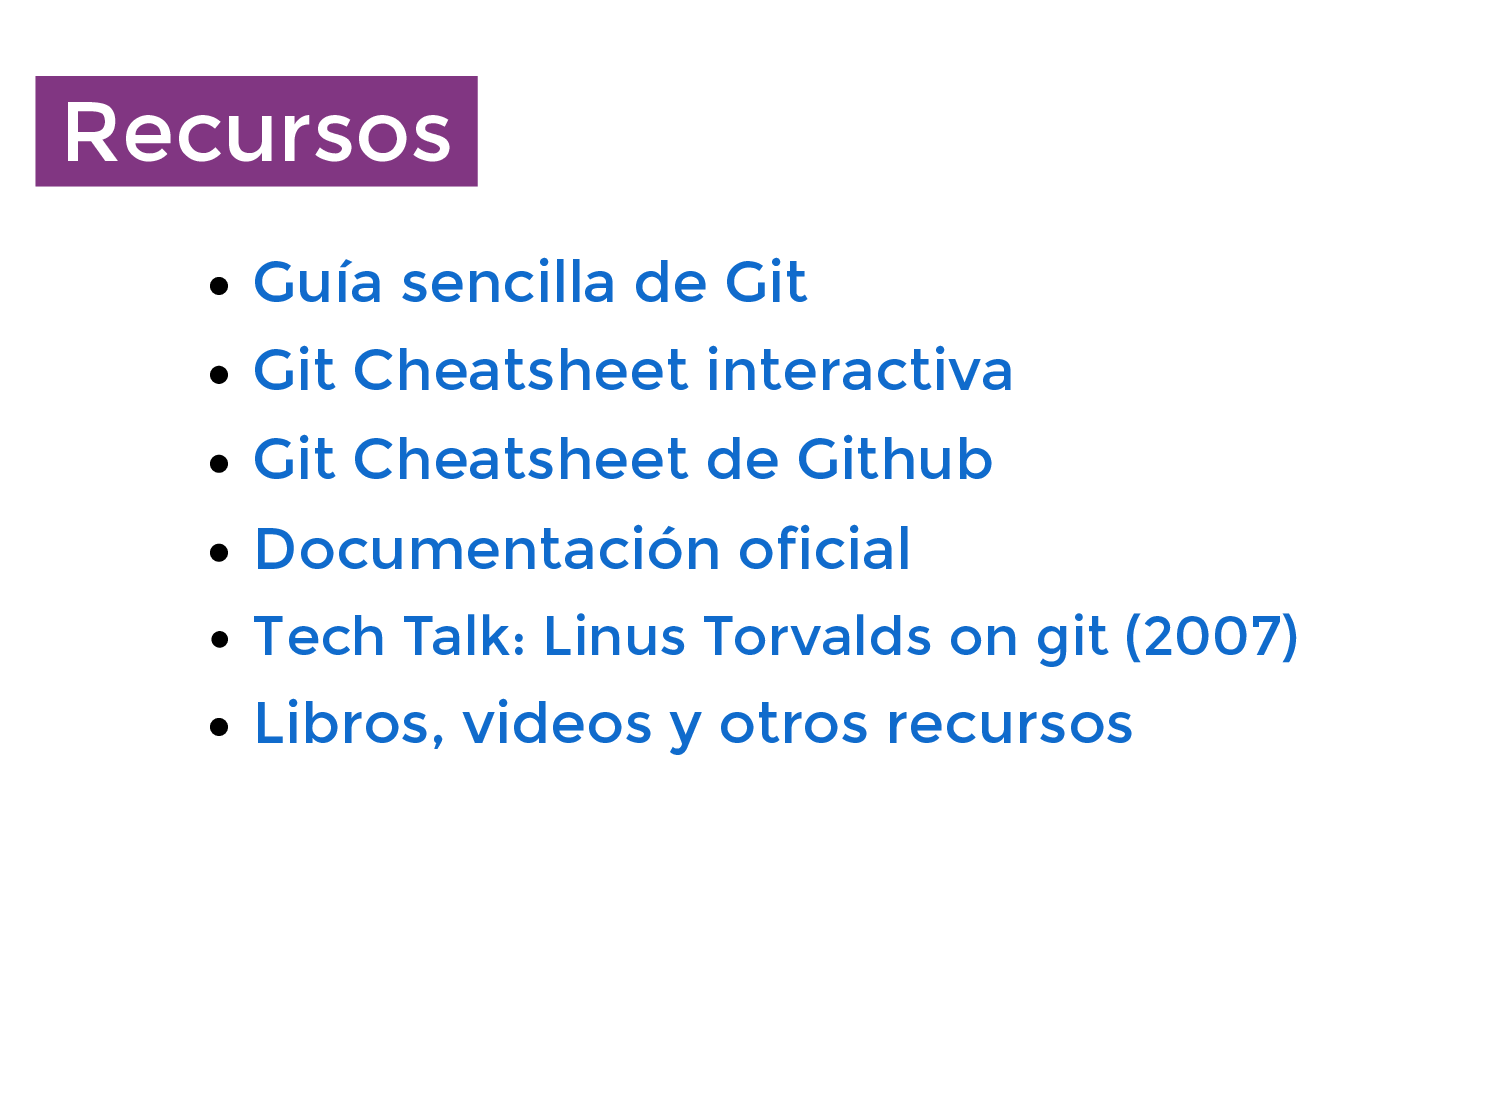 Recursos
• Guía sencilla de Git
• Git Cheatsheet interactiva
• Git Cheatsheet de Github
• Documentación oficial
• Tech Talk: Linus Torvalds on git (2007)
• Libros, videos y otros recursos